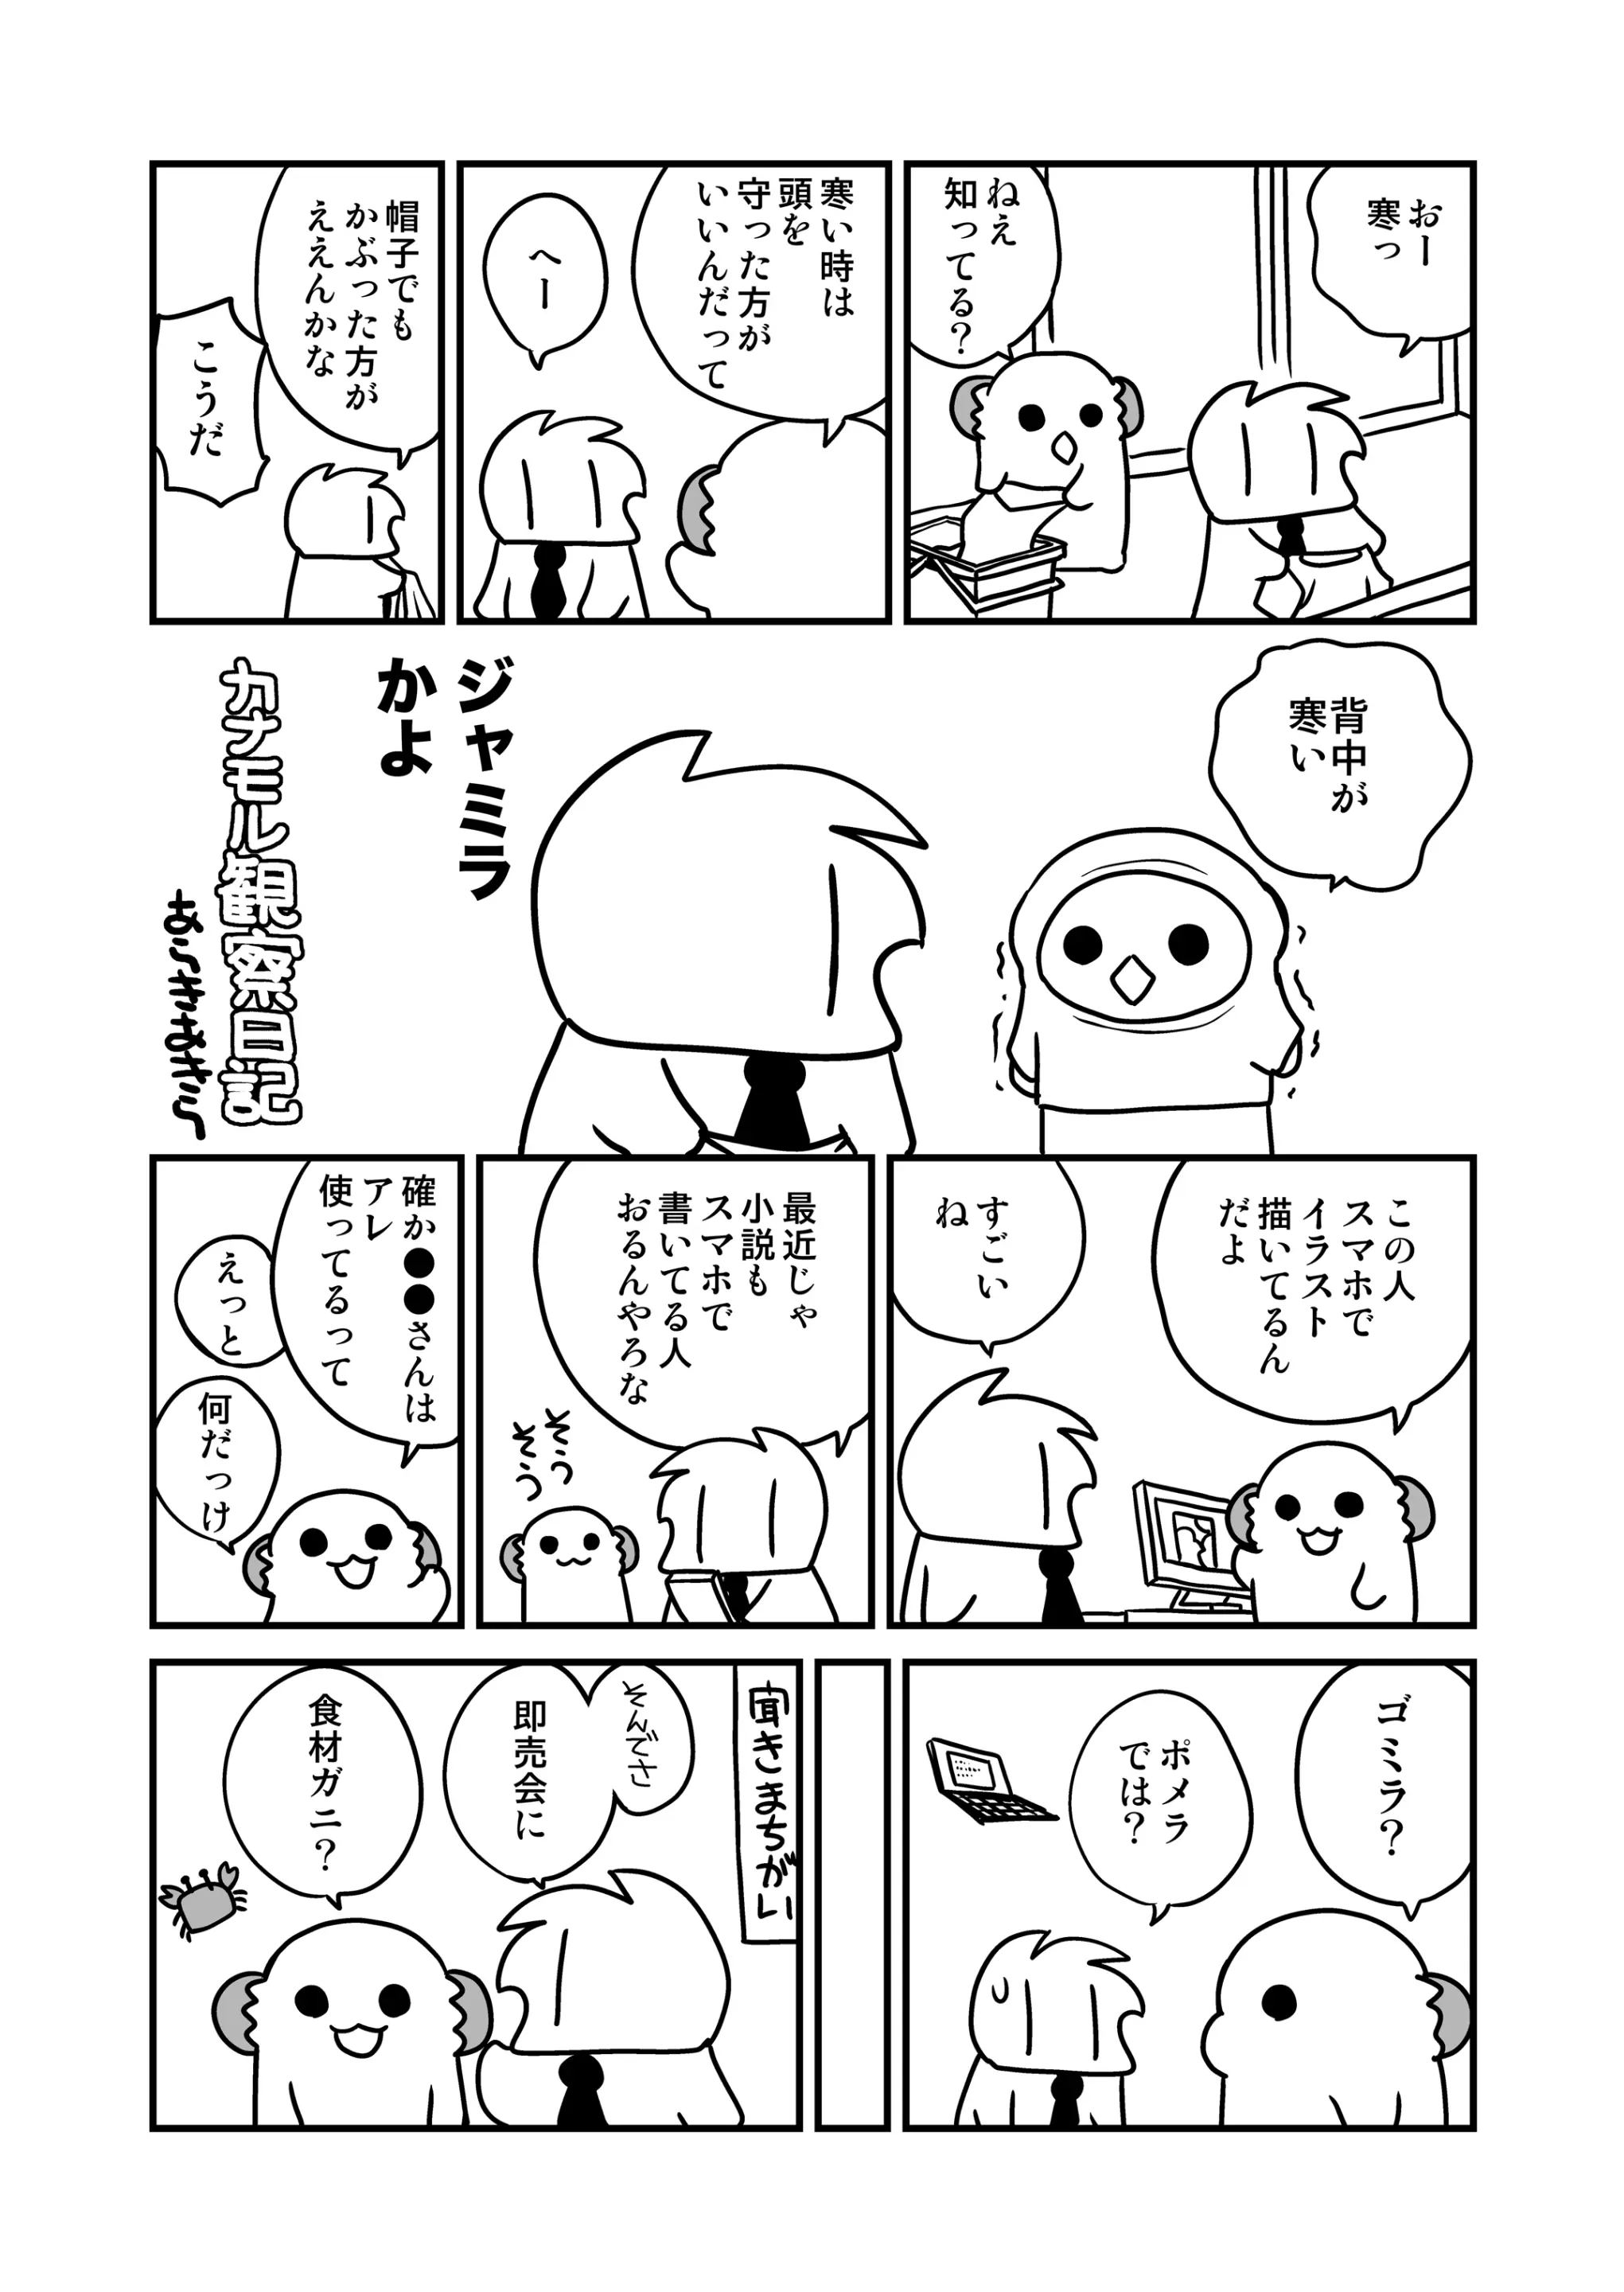 おー
寒っ
ねえ
知ってる？
寒い時は
頭を
守った方が
いいんだって
へー
帽子でも
かぶった方が
ええんかな
こうだ
背中が
寒い
ジャミラ
かよ
カナモル観察日記
あらきあきら
この人
スマホで
イラスト
描いてるん
だよ
すごい
ね
最近じゃ
小説も
スマホで
書いてる人
おるんやろな
そう
そう
確か●●さんは
アレ
使ってるって
えっと
何だっけ
ゴミラ？
ポメラ
では？
聞きまちがい
そんでさ
即売会に
食材ガニ？